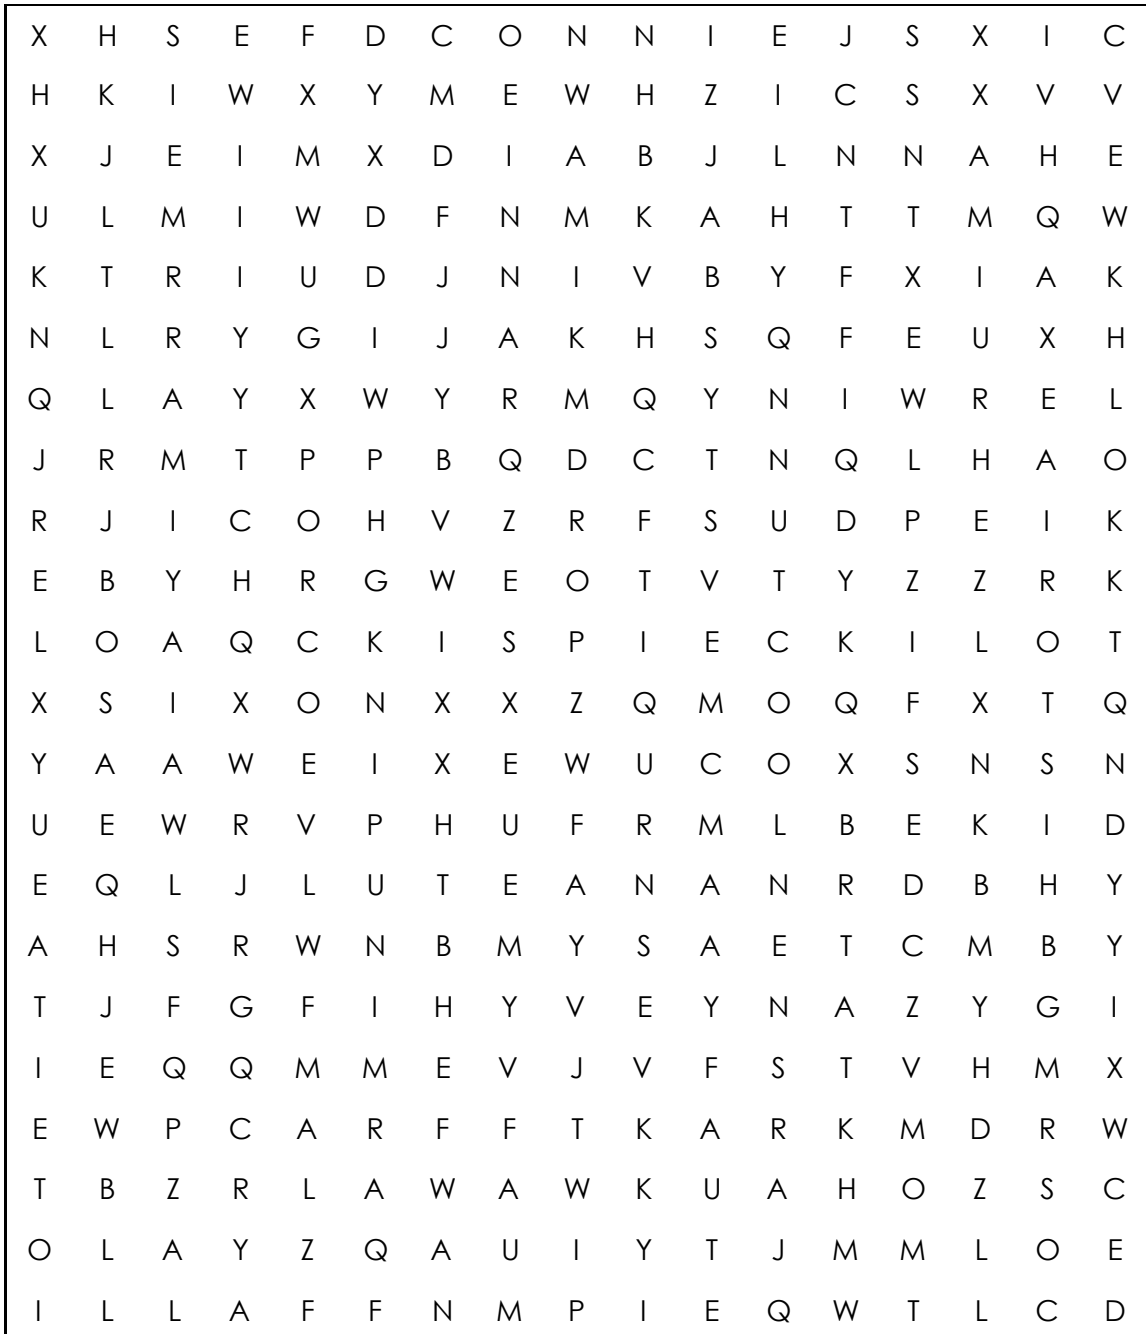 X H S E F D C O N N I E J S X I C
H K I W X Y M E W H Z I C S X V V
X J E I M X D I A B J L N N A H E
U L M I W D F N M K A H T T M Q W
K T R I U D J N I V B Y F X I A K
N L R Y G I J A K H S Q F E U X H
Q L A Y X W Y R M Q Y N I W R E L
J R M T P P B Q D C T N Q L H A O
R J I C O H V Z R F S U D P E I K
E B Y H R G W E O T V T Y Z Z R K
L O A Q C K I S P I E C K I L O T
X S I X O N X X Z Q M O Q F X T Q
Y A A W E I X E W U C O X S N S N
U E W R V P H U F R M L B E K I D
E Q L J L U T E A N A N R D B H Y
A H S R W N B M Y S A E T C M B Y
T J F G F I H Y V E Y N A Z Y G I
I E Q Q M M E V J V F S T V H M X
E W P C A R F F T K A R K M D R W
T B Z R L A W A W K U A H O Z S C
O L A Y Z Q A U I Y T J M M L O E
I L L A F F N M P I E Q W T L C D